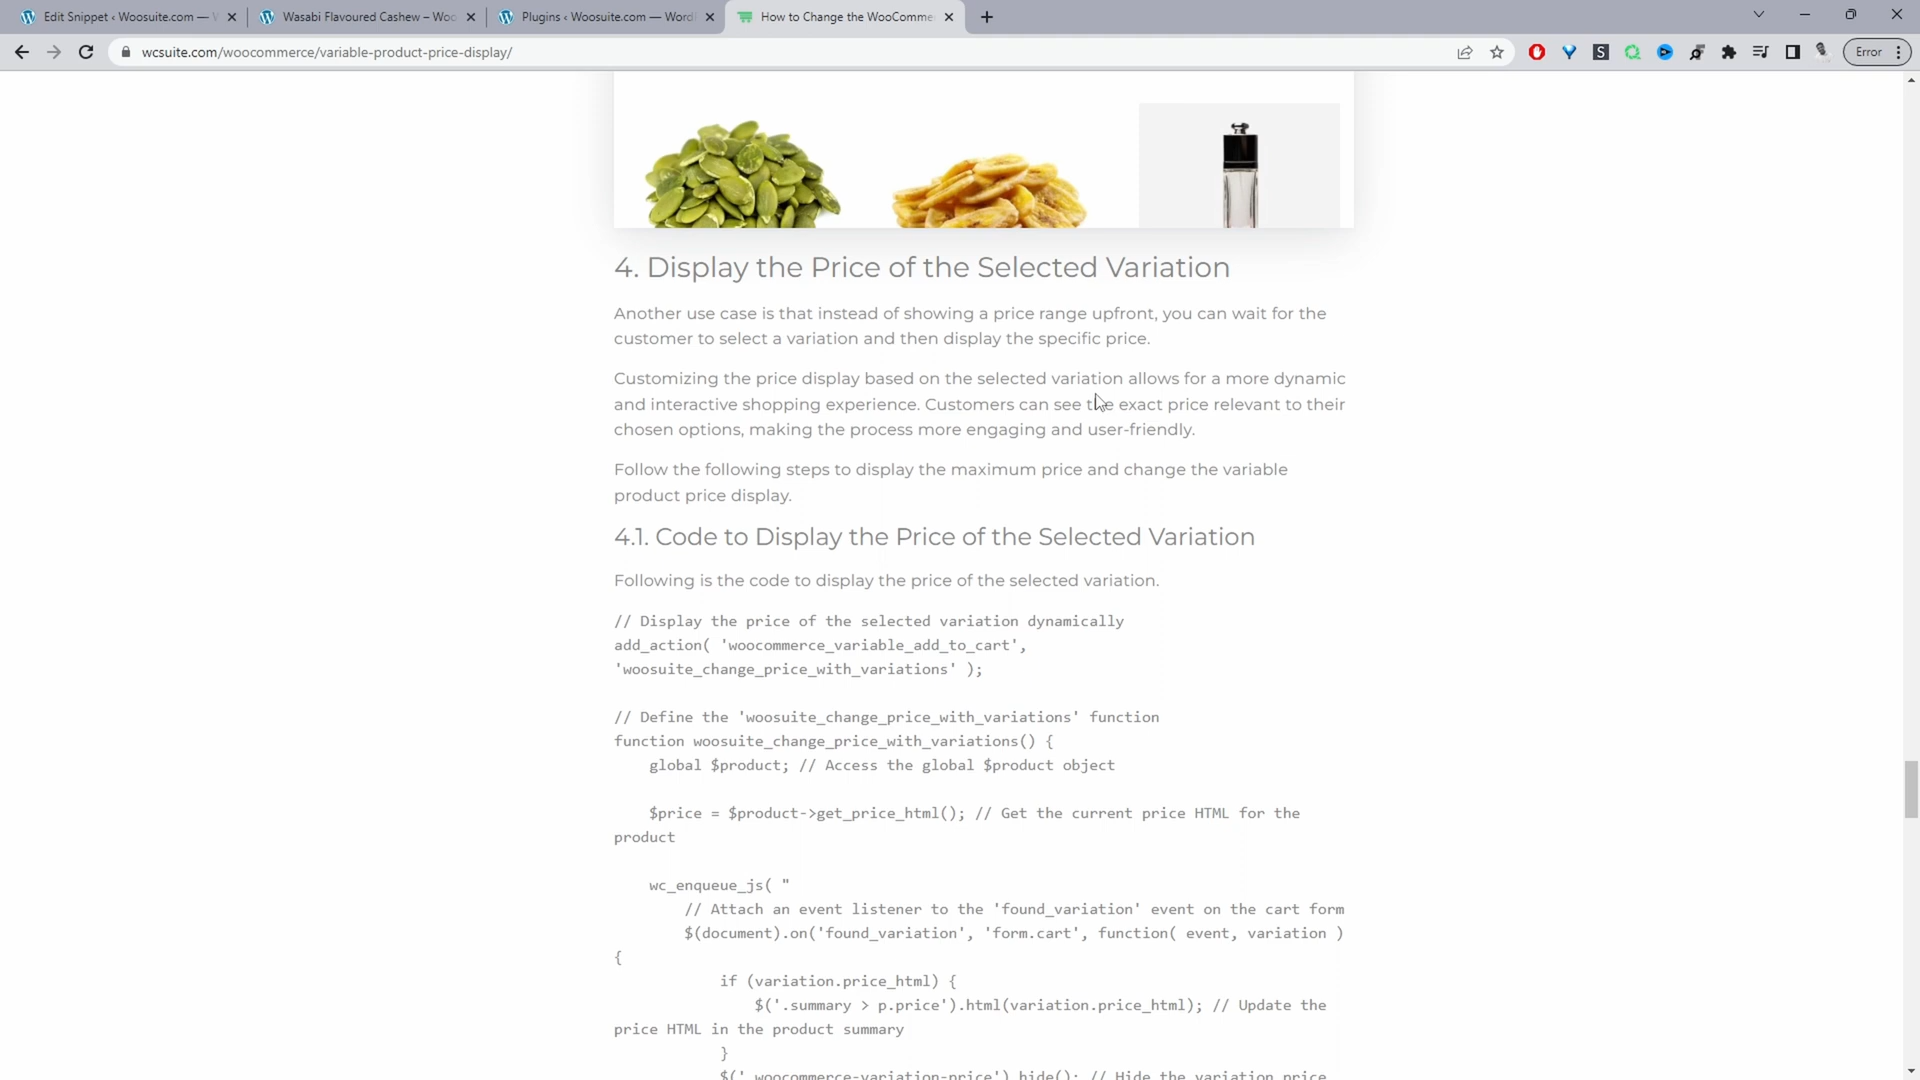 Edit Snippet ‹ Woosuite.com —
Wasabi Flavoured Cashew – Woo
Plugins ‹ Woosuite.com — Word
How to Change the WooComme
wcsuite.com/woocommerce/variable-product-price-display/
Error
4. Display the Price of the Selected Variation
Another use case is that instead of showing a price range upfront, you can wait for the
customer to select a variation and then display the specific price.
Customizing the price display based on the selected variation allows for a more dynamic
and interactive shopping experience. Customers can see the exact price relevant to their
chosen options, making the process more engaging and user-friendly.
Follow the following steps to display the maximum price and change the variable
product price display.
4.1. Code to Display the Price of the Selected Variation
Following is the code to display the price of the selected variation.
// Display the price of the selected variation dynamically
add_action( 'woocommerce_variable_add_to_cart',
'woosuite_change_price_with_variations' );
// Define the 'woosuite_change_price_with_variations' function
function woosuite_change_price_with_variations() {
global $product; // Access the global $product object
$price = $product->get_price_html(); // Get the current price HTML for the
product
wc_enqueue_js( "
// Attach an event listener to the 'found_variation' event on the cart form
$(document).on('found_variation', 'form.cart', function( event, variation )
{
if (variation.price_html) {
$('.summary > p.price').html(variation.price_html); // Update the
price HTML in the product summary
}
$('.woocommerce-variation-price').hide(); // Hide the variation price